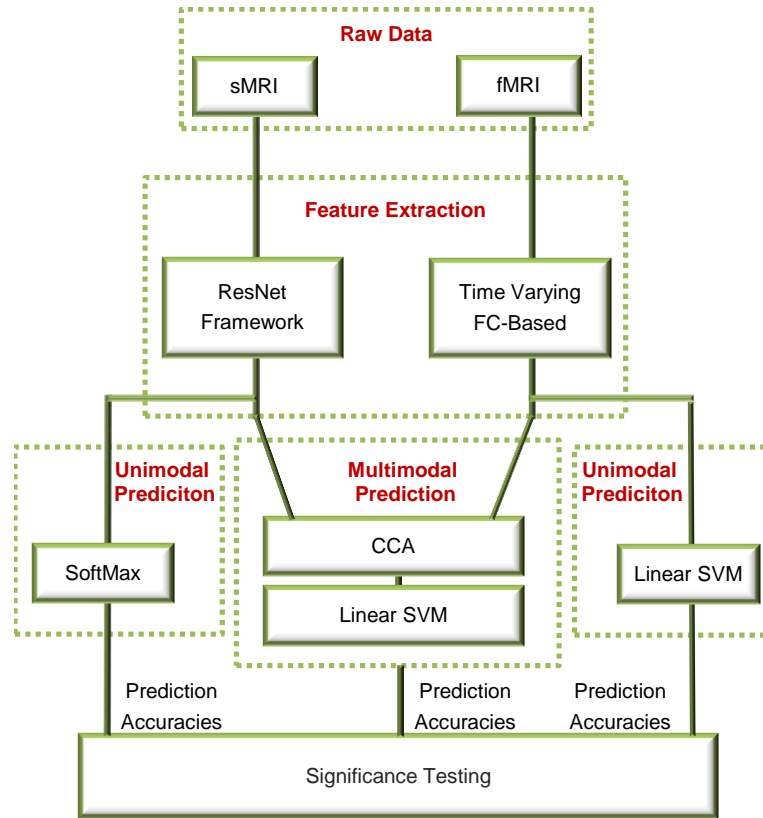 Raw Data
sMRI
fMRI
Feature Extraction
ResNet
Framework
Time Varying
FC-Based
Unimodal
Prediciton
Multimodal
Prediction
Unimodal
Prediciton
SoftMax
CCA
Linear SVM
Linear SVM
Prediction
Accuracies
Prediction
Accuracies
Prediction
Accuracies
Significance Testing